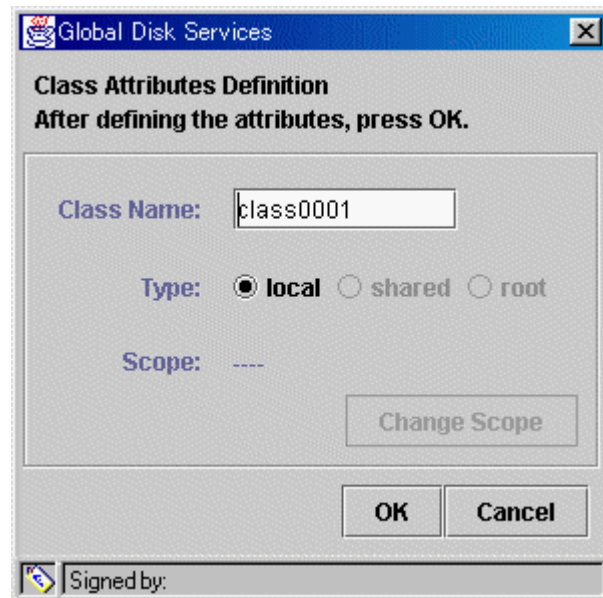 Global Disk Services
Class Attributes Definition
After defining the attributes, press OK.
Class Name: class0001
Type: local shared root
Scope: ----
Change Scope
OK Cancel
Signed by: